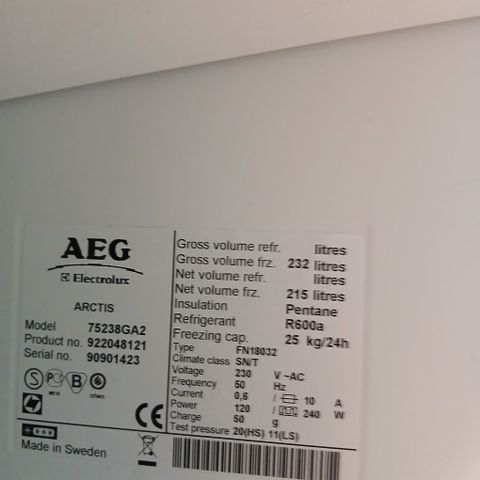 AEG
Electrolux
ARCTIS
Model 75238GA2
Product no. 922048121
Serial no. 90901423
S P B
CE
Made in Sweden
Gross volume refr. litres
Gross volume frz. 232 litres
Net volume refr. litres
Net volume frz. 215 litres
Insulation Pentane
Refrigerant R600a
Freezing cap. 25 kg/24h
Type FN18032
Climate class SN/T
Voltage 230 V ~AC
Frequency 50 Hz
Current 0,6 / 10 A
Power 120 / 240 W
Charge 50 g
Test pressure 20(HS) 11(LS)